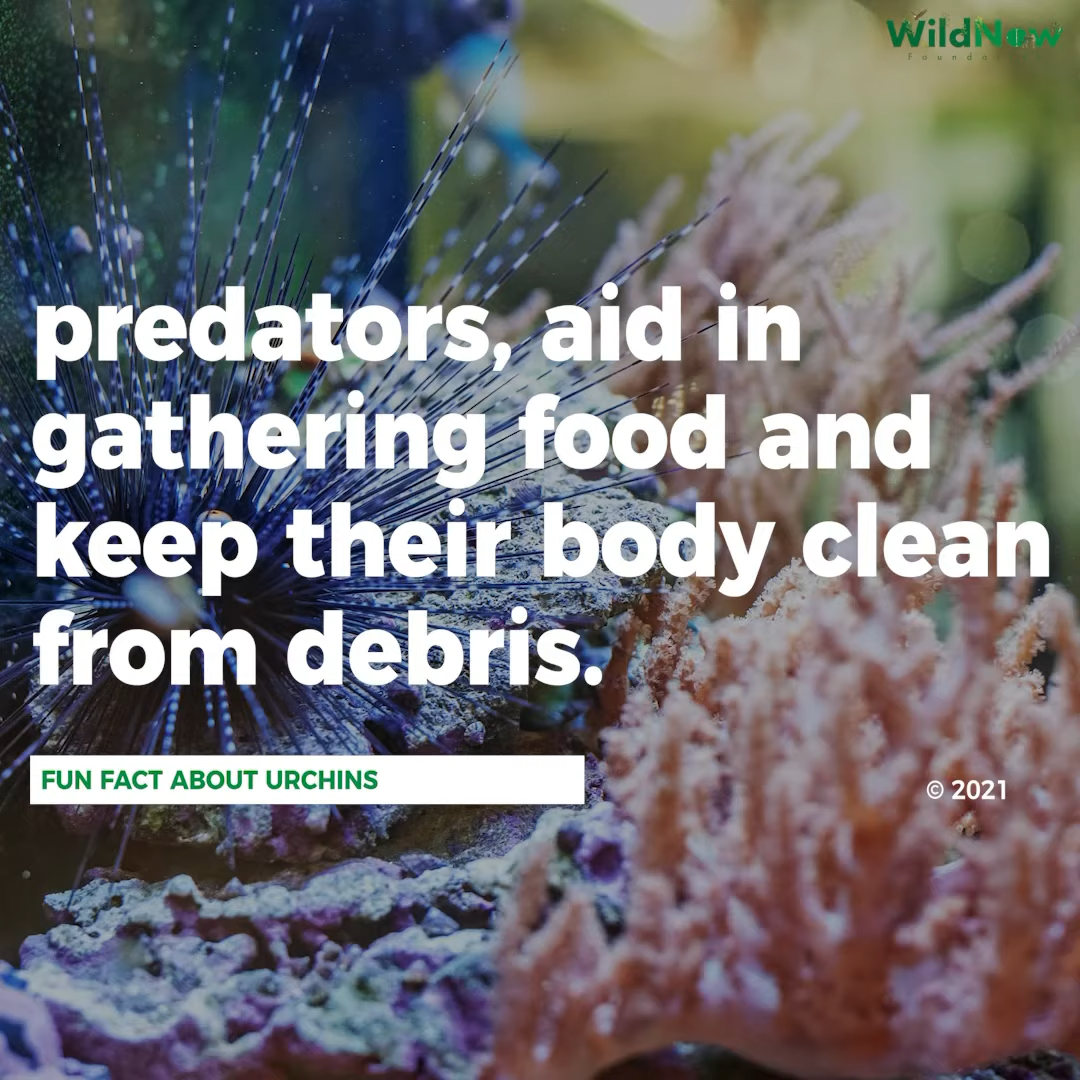 WildNow
predators, aid in
gathering food and
keep their body clean
from debris.
FUN FACT ABOUT URCHINS
© 2021